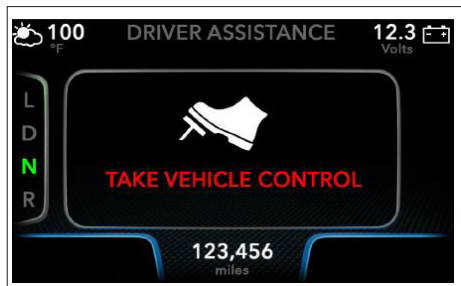 100
°F
DRIVER ASSISTANCE
12.3
Volts
L
D
N
R
TAKE VEHICLE CONTROL
123,456
miles